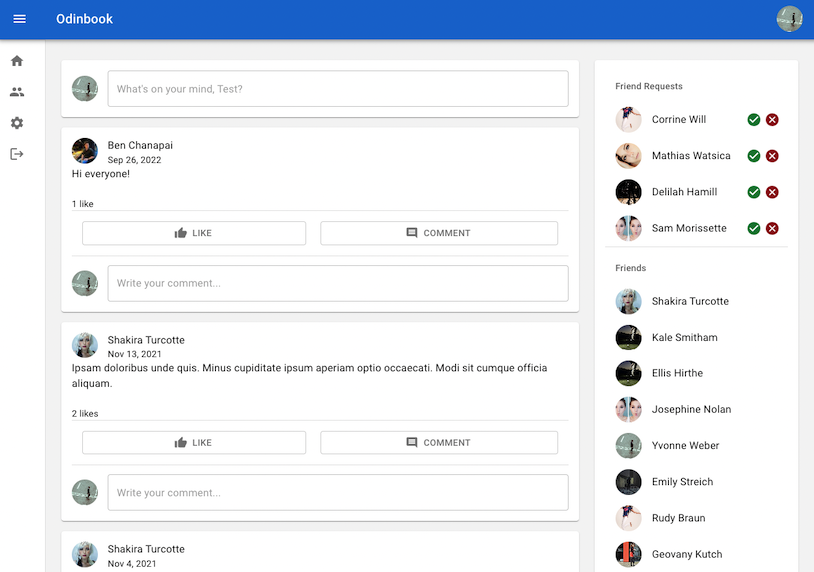 Odinbook
What's on your mind, Test?
Ben Chanapai
Sep 26, 2022
Hi everyone!
1 like
LIKE
COMMENT
Write your comment...
Shakira Turcotte
Nov 13, 2021
Ipsam doloribus unde quis. Minus cupiditate ipsum aperiam optio occaecati. Modi sit cumque officia
aliquam.
2 likes
LIKE
COMMENT
Write your comment...
Shakira Turcotte
Nov 4, 2021
Friend Requests
Corrine Will
Mathias Watsica
Delilah Hamill
Sam Morissette
Friends
Shakira Turcotte
Kale Smitham
Ellis Hirthe
Josephine Nolan
Yvonne Weber
Emily Streich
Rudy Braun
Geovany Kutch